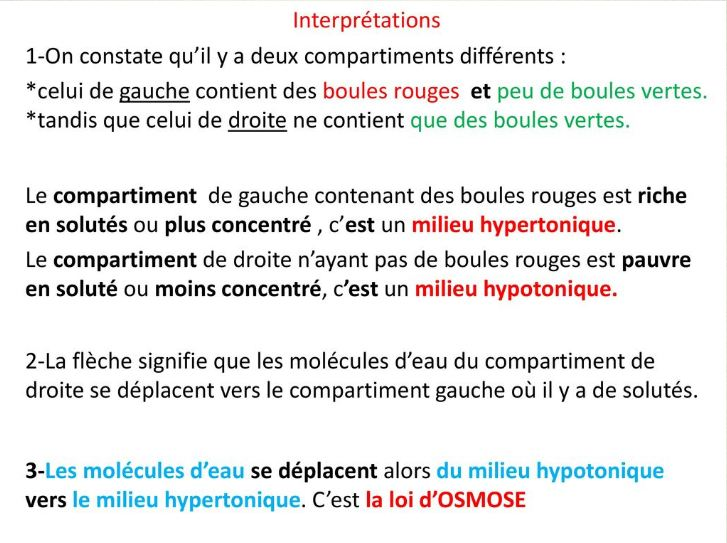 Interprétations
1-On constate qu’il y a deux compartiments différents :
*celui de gauche contient des boules rouges et peu de boules vertes.
*tandis que celui de droite ne contient que des boules vertes.
Le compartiment de gauche contenant des boules rouges est riche
en solutés ou plus concentré , c’est un milieu hypertonique.
Le compartiment de droite n’ayant pas de boules rouges est pauvre
en soluté ou moins concentré, c’est un milieu hypotonique.
2-La flèche signifie que les molécules d’eau du compartiment de
droite se déplacent vers le compartiment gauche où il y a de solutés.
3-Les molécules d’eau se déplacent alors du milieu hypotonique
vers le milieu hypertonique. C’est la loi d’OSMOSE